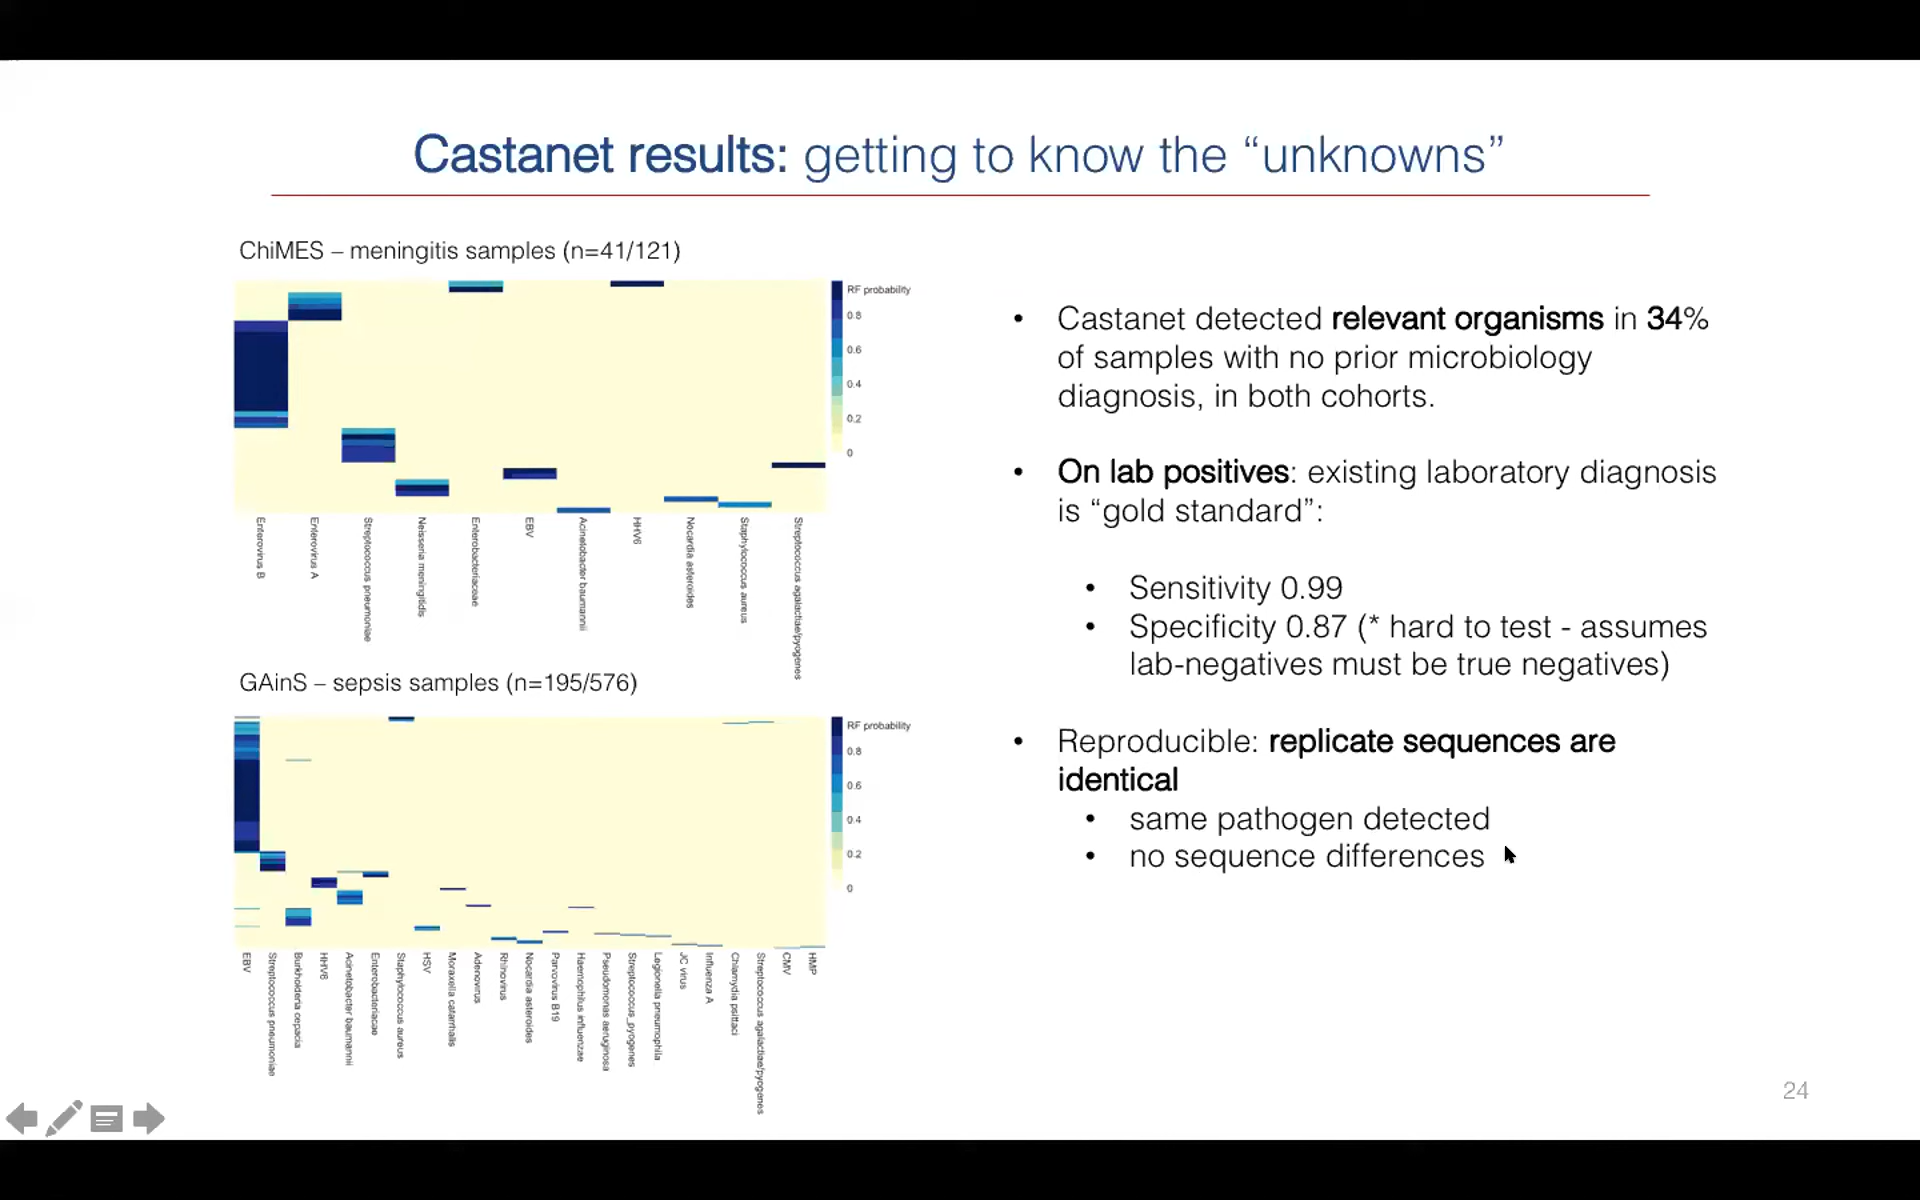 Castanet results: getting to know the “unknowns”
ChiMES – meningitis samples (n=41/121)
RF probability
0.8
0.6
0.4
0.2
0
Enterovirus B
Enterovirus A
Streptococcus pneumoniae
Neisseria meningitidis
Enterobacteriaceae
EBV
Acinetobacter baumannii
HHV6
Nocardia asteroides
Staphylococcus aureus
Streptococcus agalactiae/pyogenes
GAinS – sepsis samples (n=195/576)
RF probability
0.8
0.6
0.4
0.2
0
EBV
Streptococcus pneumoniae
Burkholderia cepacia
HHV6
Acinetobacter baumannii
Enterobacteriacae
Staphylococcus aureus
HSV
Moraxella catarrhalis
Adenovirus
Rhinovirus
Nocardia asteroides
Parvovirus B19
Haemophilus influenzae
Pseudomonas aeruginosa
Streptococcus_pyogenes
Legionella pneumophila
JC virus
Influenza A
Chlamydia psittaci
Streptococcus agalactiae/pyogenes
CMV
HMP
• Castanet detected relevant organisms in 34%
of samples with no prior microbiology
diagnosis, in both cohorts.
• On lab positives: existing laboratory diagnosis
is “gold standard”:
• Sensitivity 0.99
• Specificity 0.87 (* hard to test - assumes
lab-negatives must be true negatives)
• Reproducible: replicate sequences are
identical
• same pathogen detected
• no sequence differences
24